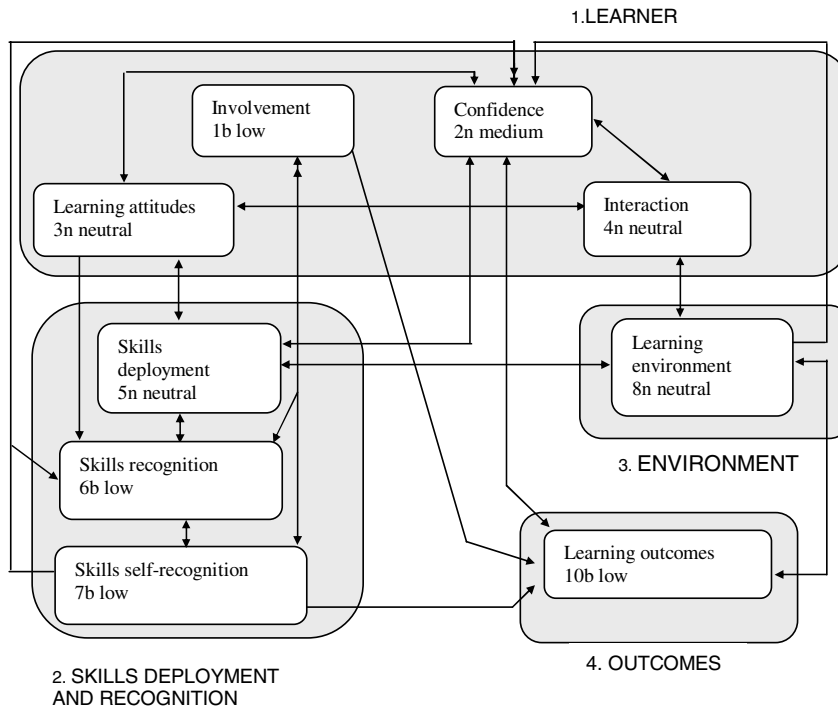 1. LEARNER
Involvement
1b low
Confidence
2n medium
Learning attitudes
3n neutral
Interaction
4n neutral
Skills
deployment
5n neutral
Learning
environment
8n neutral
Skills recognition
6b low
3. ENVIRONMENT
Skills self-recognition
7b low
Learning outcomes
10b low
2. SKILLS DEPLOYMENT
AND RECOGNITION
4. OUTCOMES